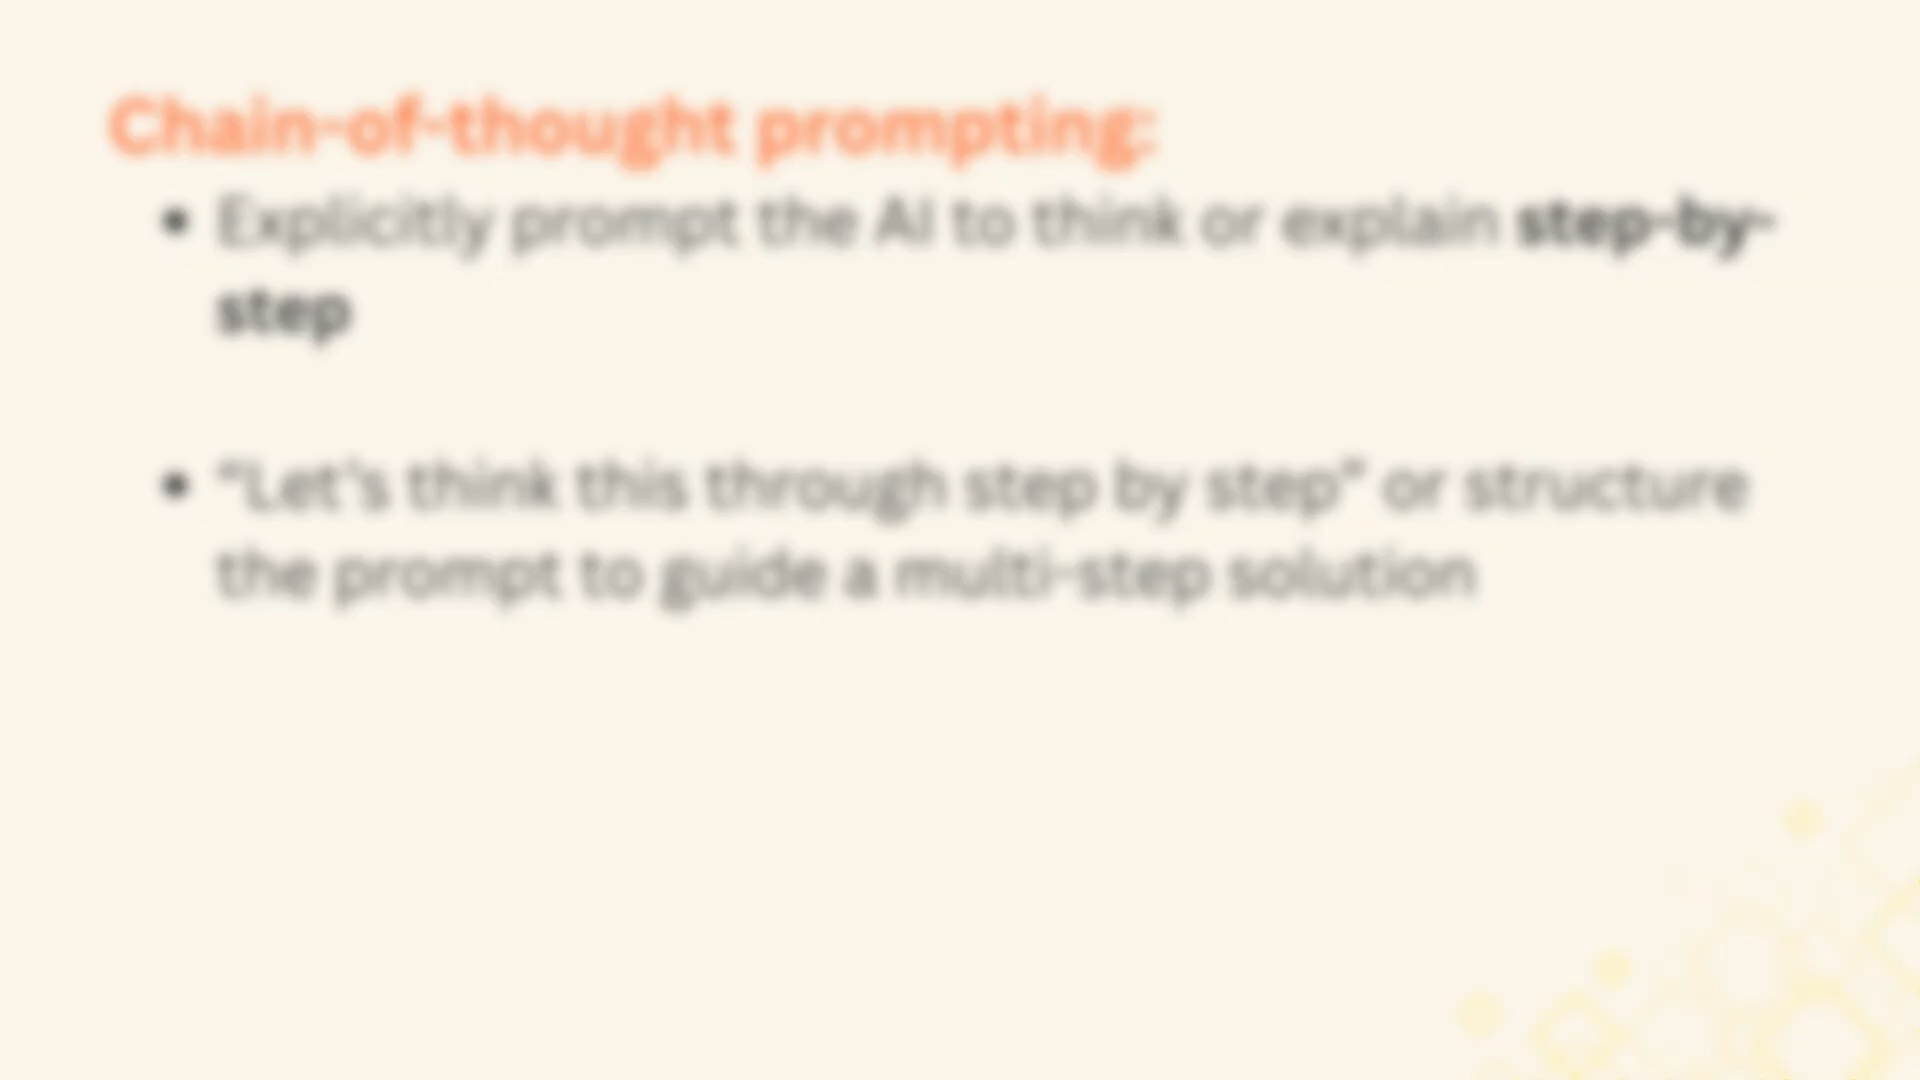 Chain-of-thought prompting:
• Explicitly prompt the AI to think or explain step-by-
step
• “Let's think this through step by step” or structure
the prompt to guide a multi-step solution